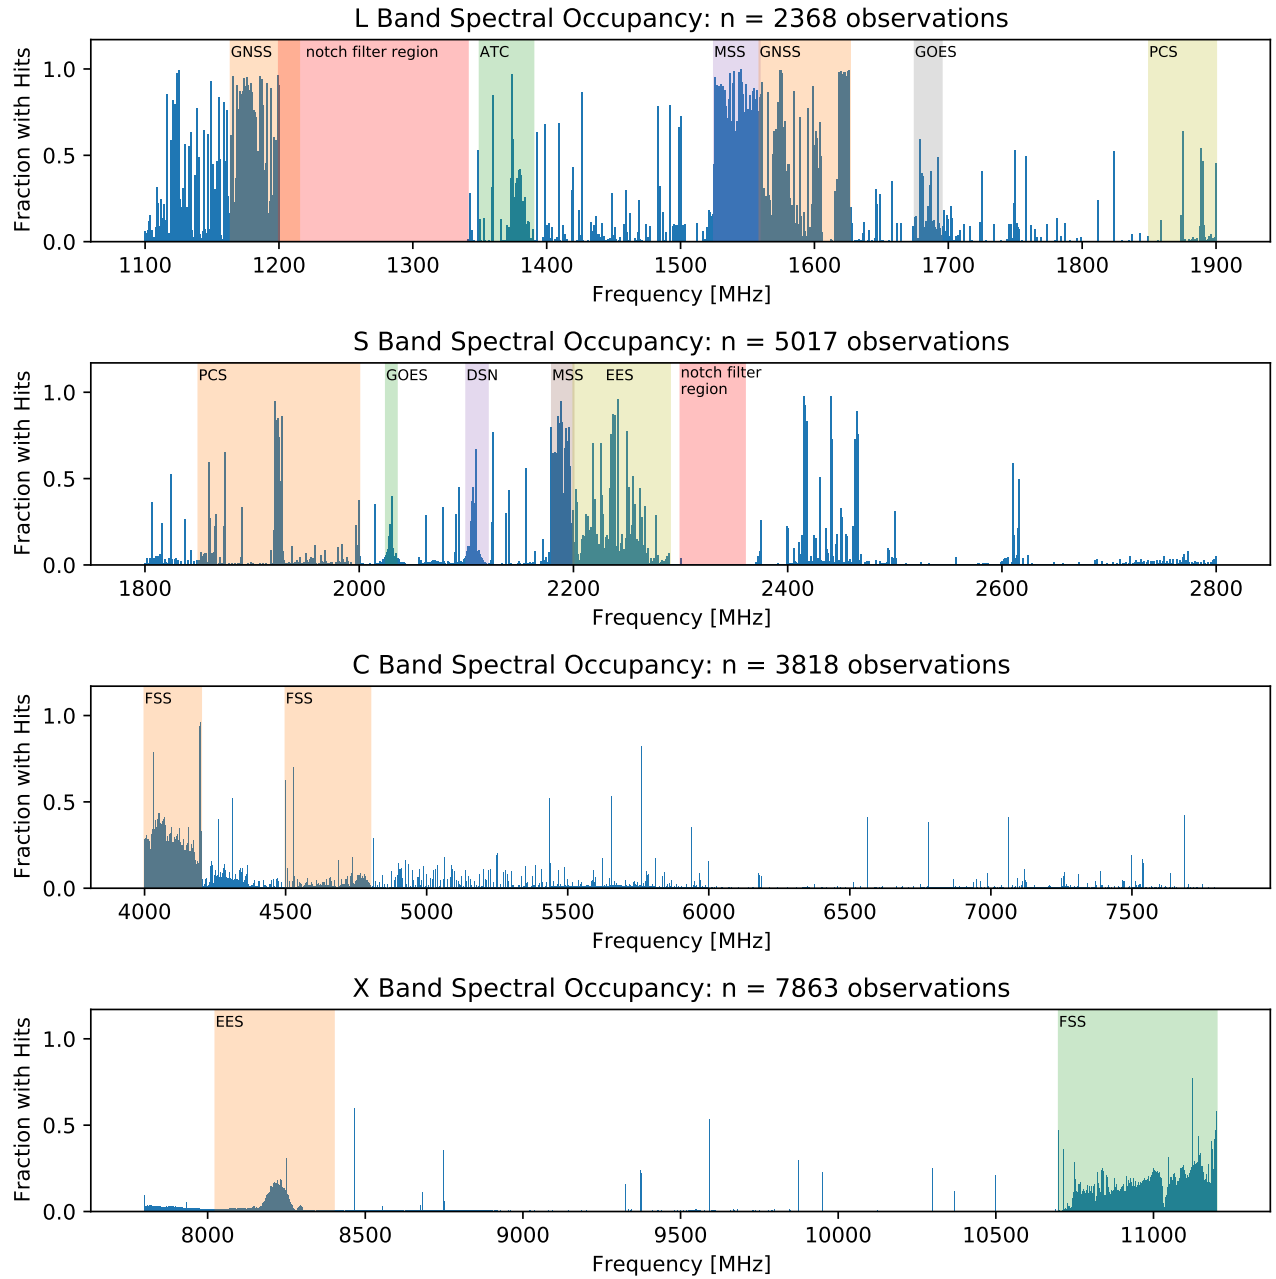 L Band Spectral Occupancy: n = 2368 observations
GNSS notch filter region ATC MSS GNSS GOES PCS
1.0
0.5
0.0
Fraction with Hits
1100 1200 1300 1400 1500 1600 1700 1800 1900
Frequency [MHz]
S Band Spectral Occupancy: n = 5017 observations
PCS GOES DSN MSS EES notch filter
region
1.0
0.5
0.0
Fraction with Hits
1800 2000 2200 2400 2600 2800
Frequency [MHz]
C Band Spectral Occupancy: n = 3818 observations
FSS FSS
1.0
0.5
0.0
Fraction with Hits
4000 4500 5000 5500 6000 6500 7000 7500
Frequency [MHz]
X Band Spectral Occupancy: n = 7863 observations
EES FSS
1.0
0.5
0.0
Fraction with Hits
8000 8500 9000 9500 10000 10500 11000
Frequency [MHz]